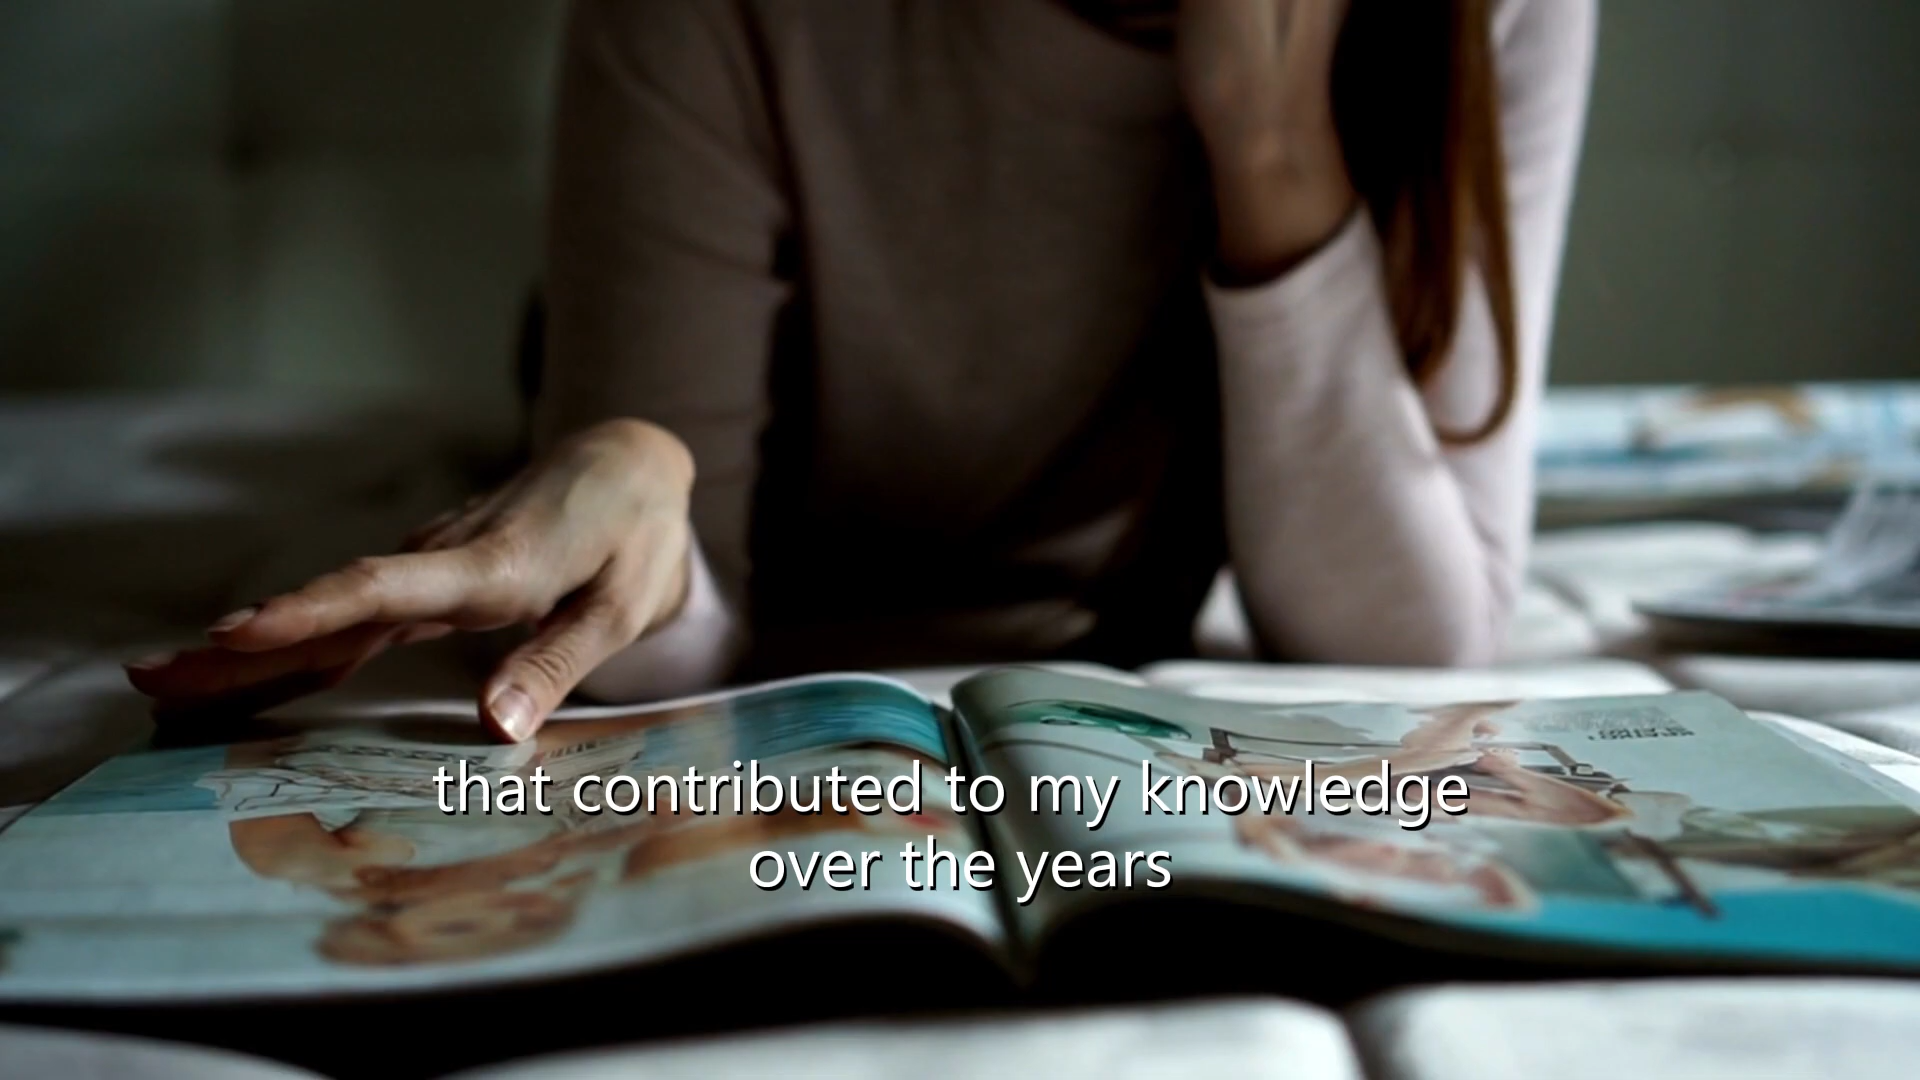 that contributed to my knowledge
over the years